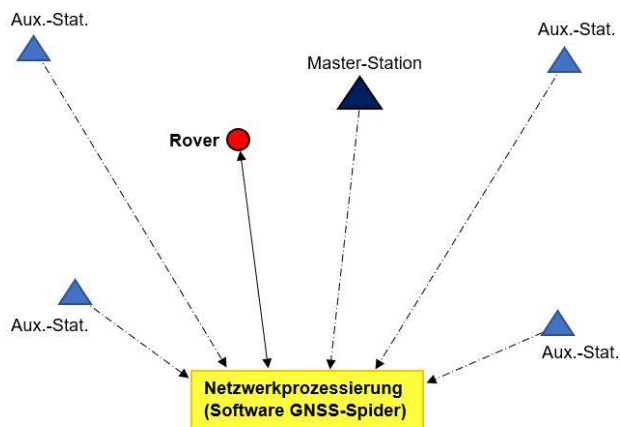 Aux.-Stat.
Aux.-Stat.
Master-Station
Rover
Aux.-Stat.
Aux.-Stat.
Netzwerkprozessierung
(Software GNSS-Spider)